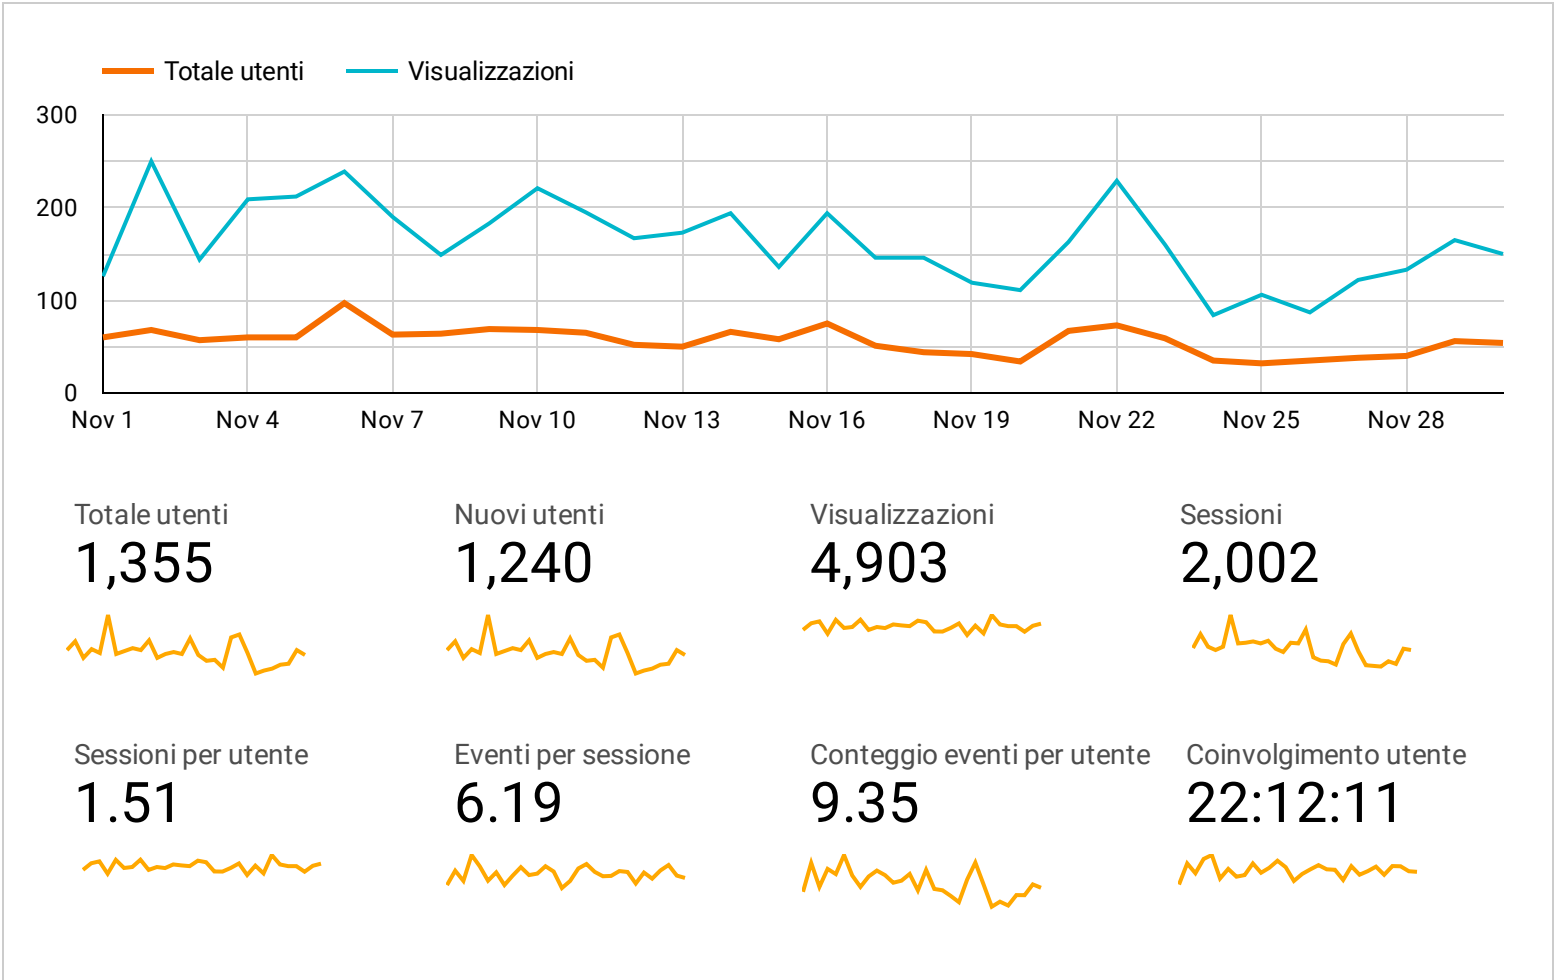 Totale utenti Visualizzazioni
300
200
100
0
Nov 1 Nov 4 Nov 7 Nov 10 Nov 13 Nov 16 Nov 19 Nov 22 Nov 25 Nov 28
Totale utenti Nuovi utenti Visualizzazioni Sessioni
1,355 1,240 4,903 2,002
Sessioni per utente Eventi per sessione Conteggio eventi per utente Coinvolgimento utente
1.51 6.19 9.35 22:12:11